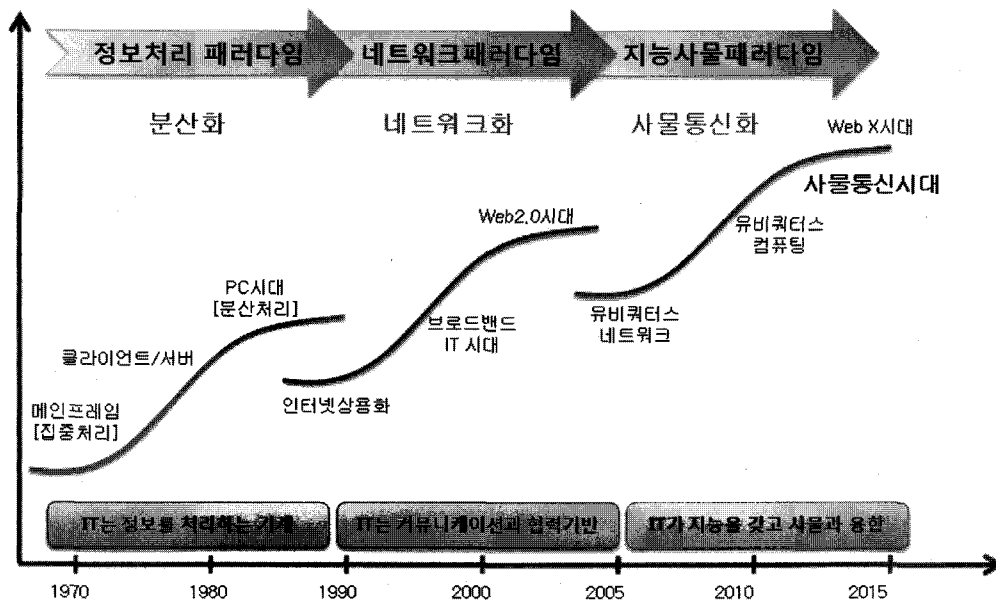 정보처리 패러다임
네트워크패러다임
지능사물패러다임
분산화
네트워크화
사물통신화
Web X시대
사물통신시대
Web2.0시대
유비쿼터스
컴퓨팅
PC시대
[분산처리]
유비쿼터스
네트워크
브로드밴드
IT 시대
클라이언트/서버
인터넷상용화
메인프레임
[집중처리]
IT는 정보를 처리하는 기계
IT는 커뮤니케이션과 협력기반
IT가 지능을 갖고 사물과 융합
1970
1980
1990
2000
2005
2010
2015